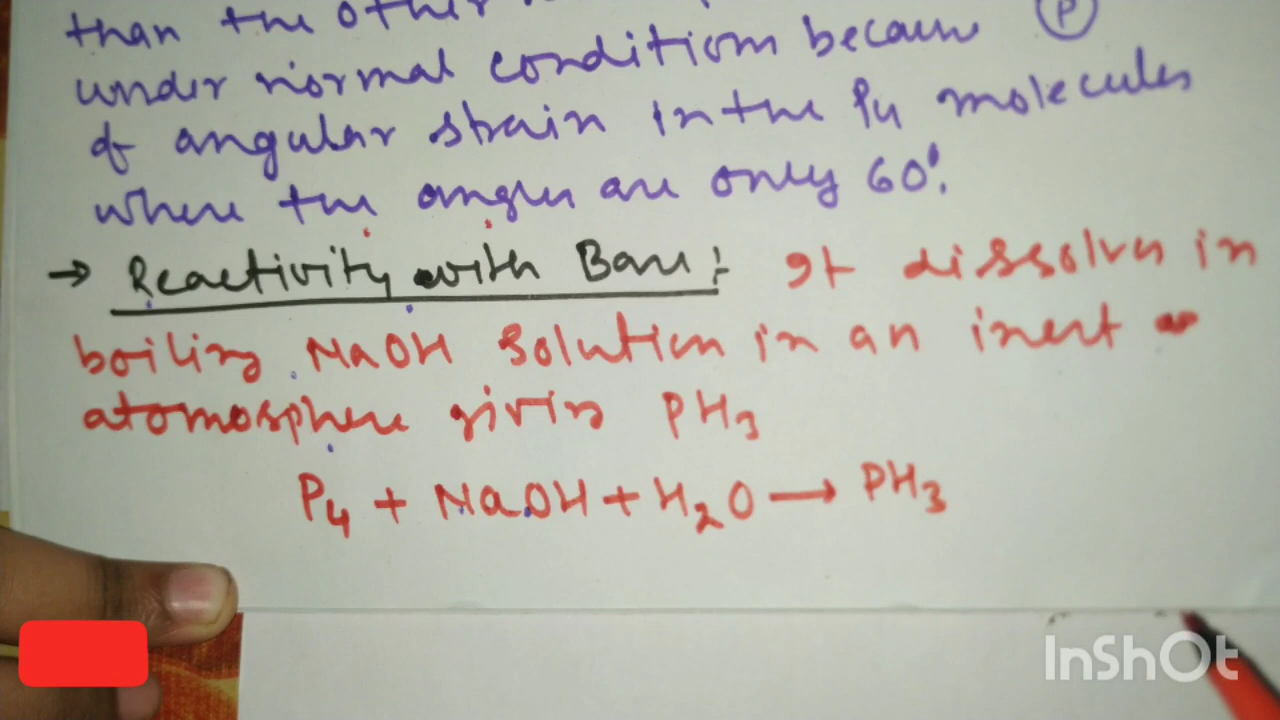 than the other
under normal conditions because P
of angular strain in the P4 molecules
where the angles are only 60°.
→ Reactivity with Base :- It dissolves in
boiling NaOH solution in an inert
atomosphere giving PH3
P4 + NaOH + H2O → PH3
InShOt